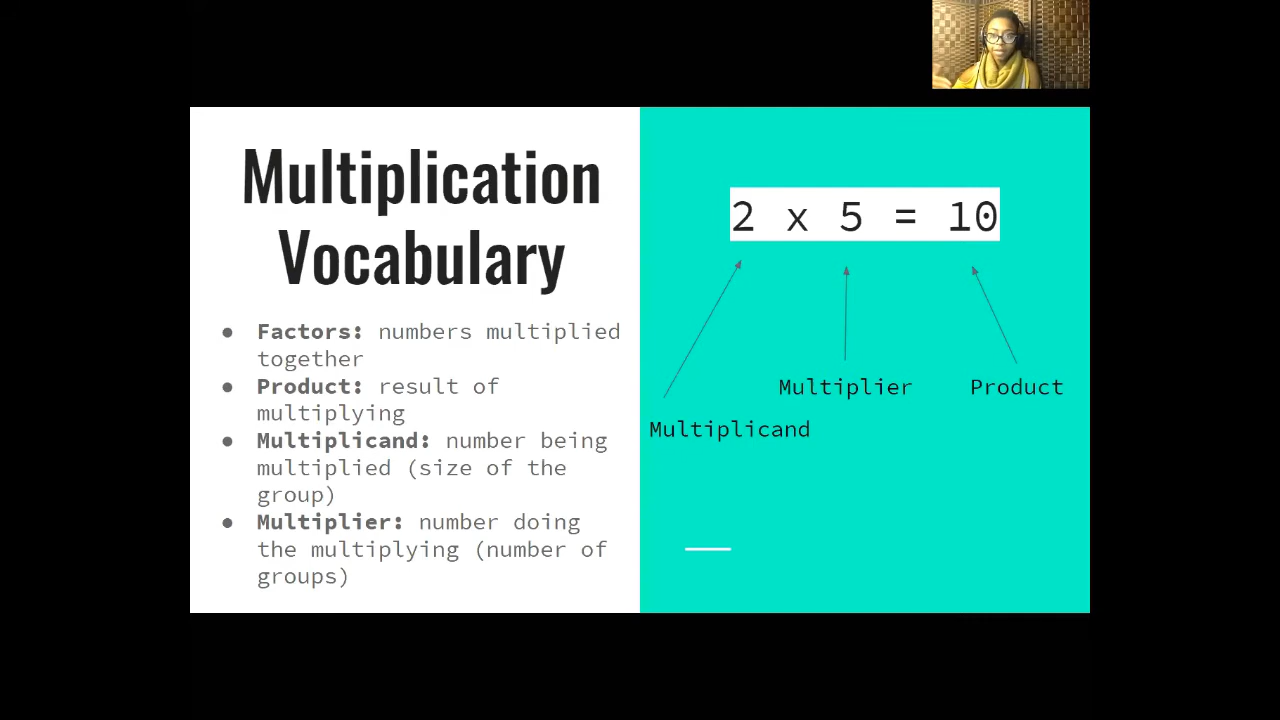 Multiplication
Vocabulary
● Factors: numbers multiplied
together
● Product: result of
multiplying
● Multiplicand: number being
multiplied (size of the
group)
● Multiplier: number doing
the multiplying (number of
groups)
2 x 5 = 10
Multiplier Product
Multiplicand